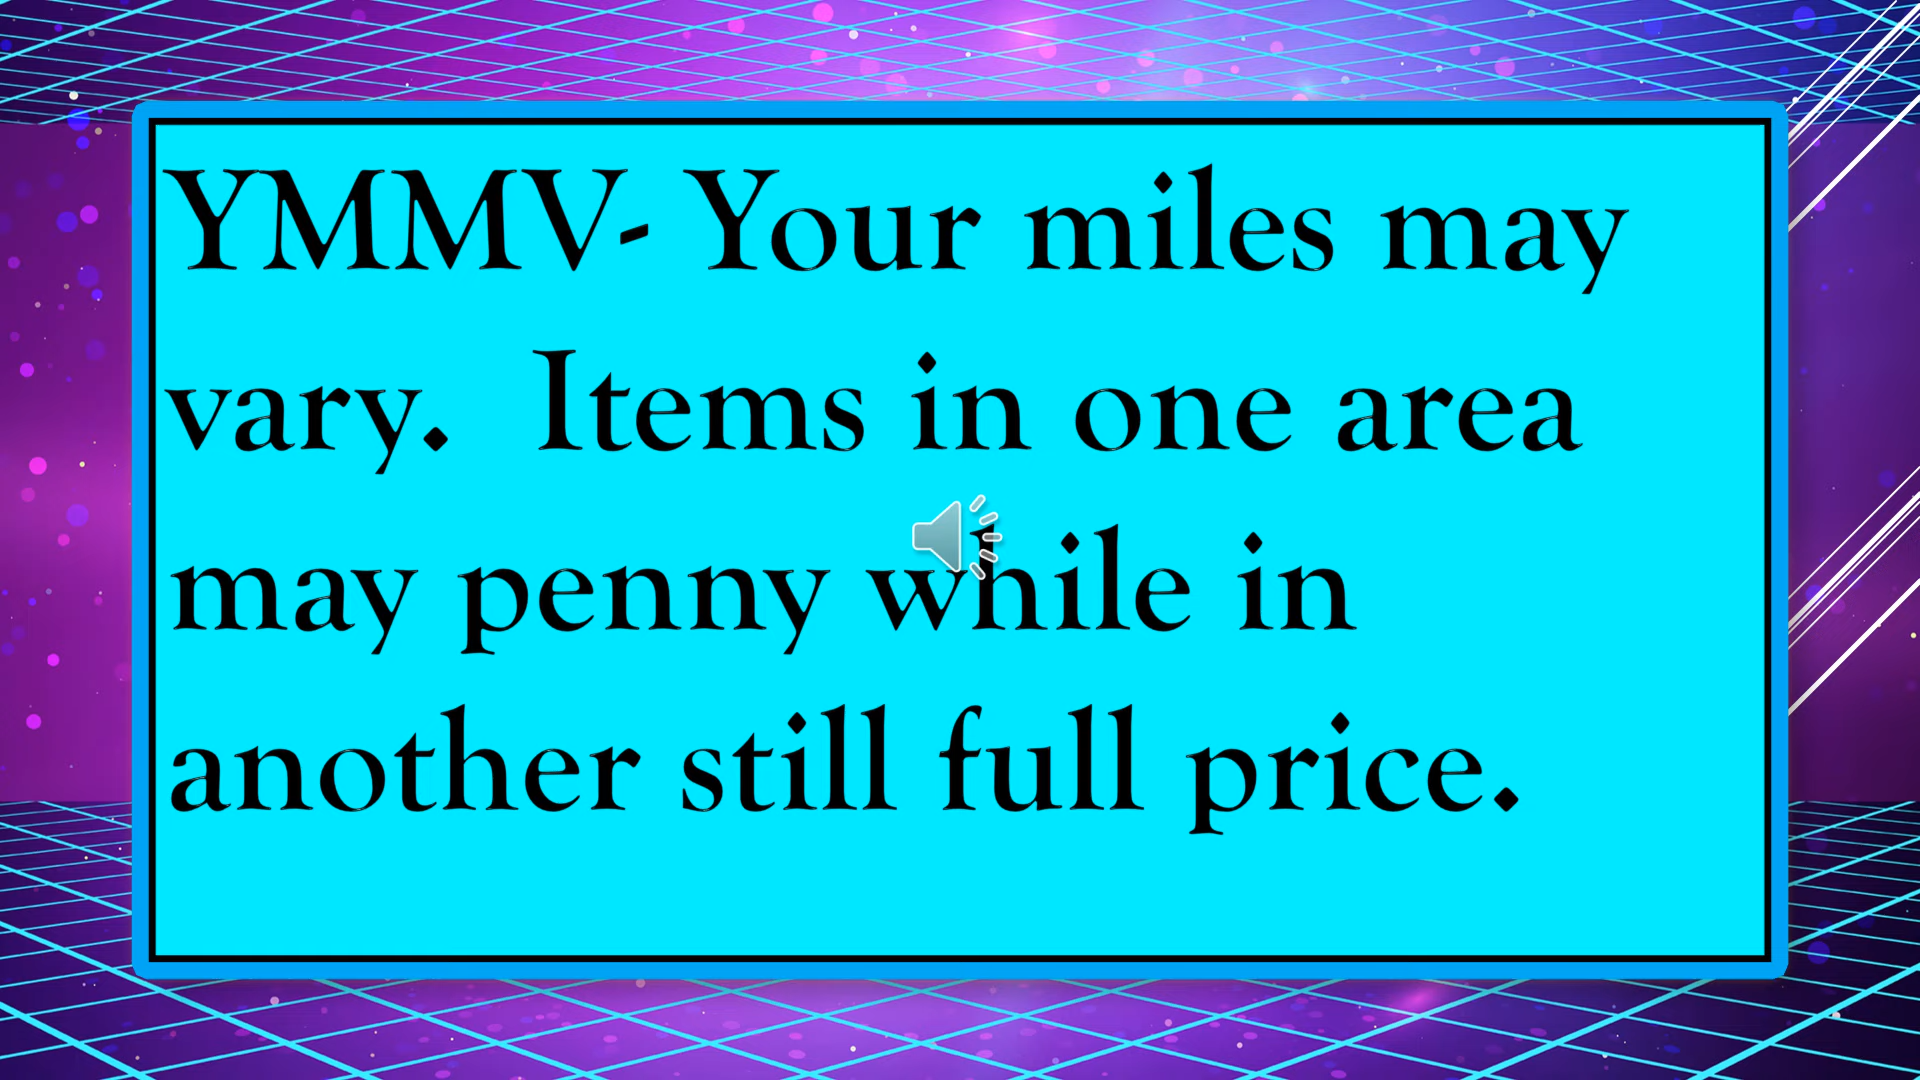 YMMV- Your miles may
vary.  Items in one area
may penny while in
another still full price.